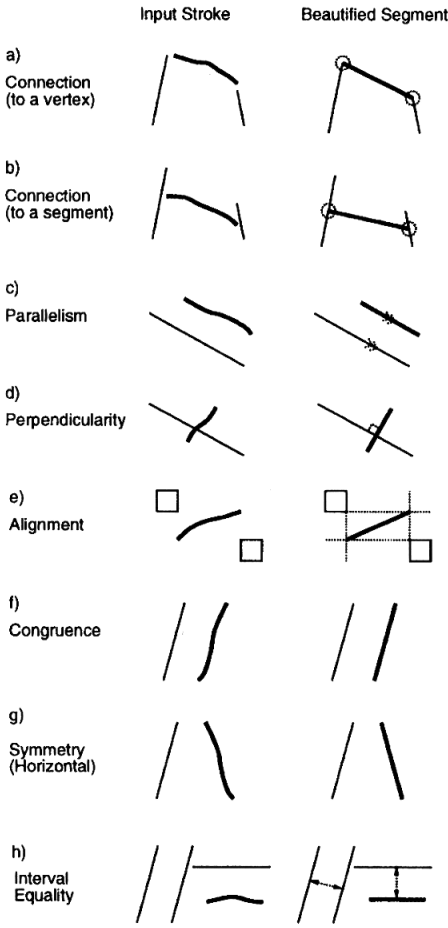 Input Stroke
Beautified Segment
a)
Connection
(to a vertex)
b)
Connection
(to a segment)
c)
Parallelism
d)
Perpendicularity
e)
Alignment
f)
Congruence
g)
Symmetry
(Horizontal)
h)
Interval
Equality